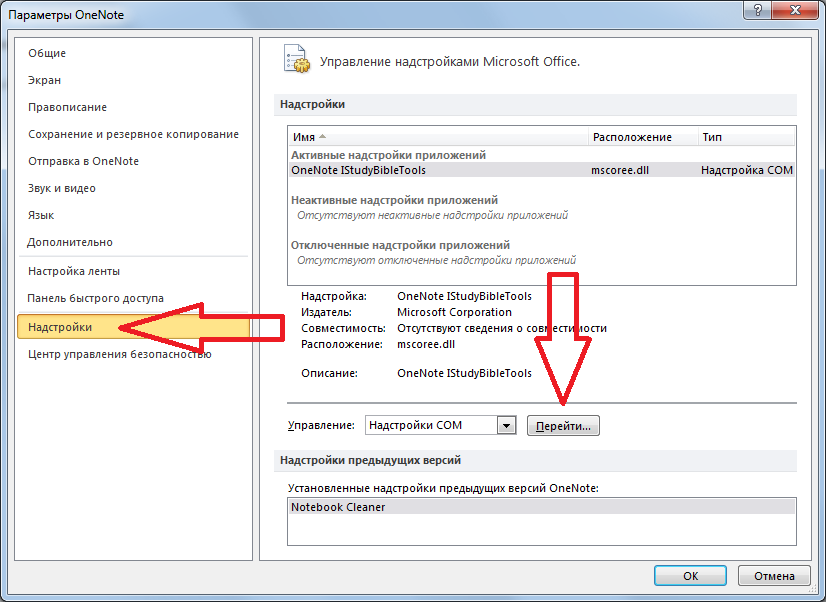 Параметры OneNote
Общие
Экран
Правописание
Сохранение и резервное копирование
Отправка в OneNote
Звук и видео
Язык
Дополнительно
Настройка ленты
Панель быстрого доступа
Надстройки
Центр управления безопасностью
Управление надстройками Microsoft Office.
Надстройки
Имя Расположение Тип
Активные надстройки приложений
OneNote IStudyBibleTools mscoree.dll Надстройка COM
Неактивные надстройки приложений
Отсутствуют неактивные надстройки приложений
Отключенные надстройки приложений
Отсутствуют отключенные надстройки приложений
Надстройка: OneNote IStudyBibleTools
Издатель: Microsoft Corporation
Совместимость: Отсутствуют сведения о совместимости
Расположение: mscoree.dll
Описание: OneNote IStudyBibleTools
Управление: Надстройки COM Перейти...
Надстройки предыдущих версий
Установленные надстройки предыдущих версий OneNote:
Notebook Cleaner
OK Отмена